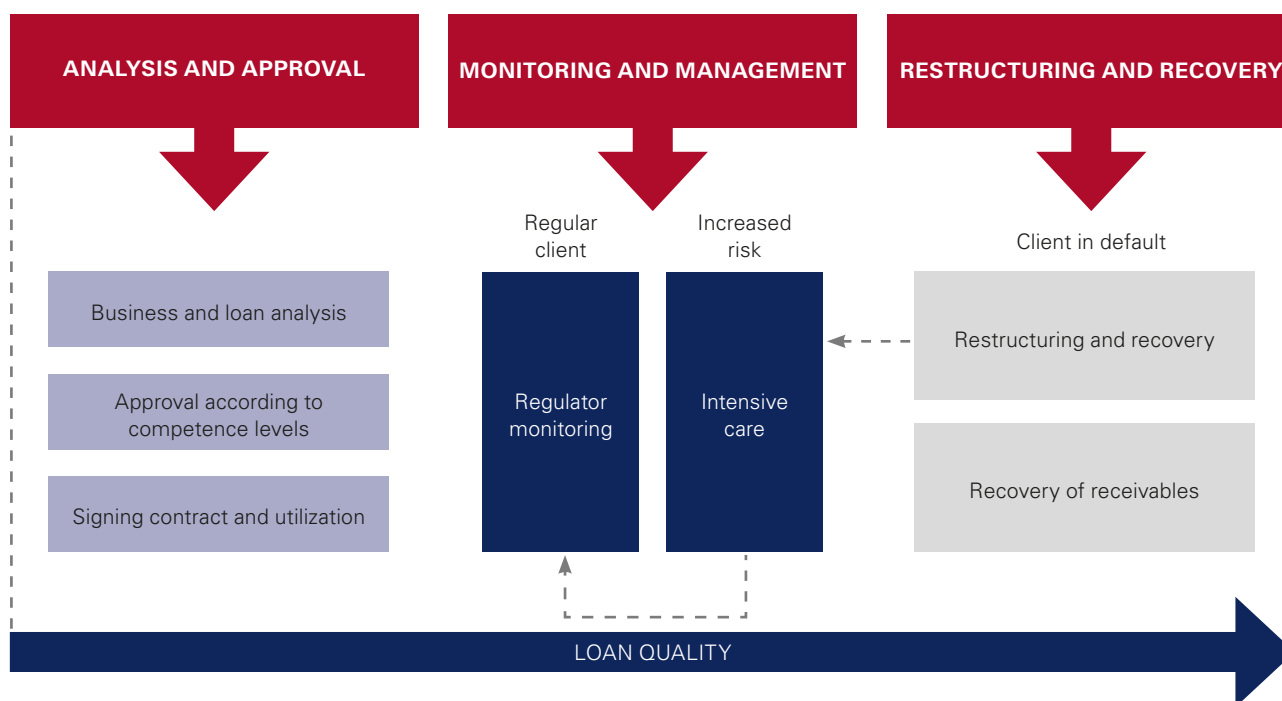 ANALYSIS AND APPROVAL
MONITORING AND MANAGEMENT
RESTRUCTURING AND RECOVERY
Business and loan analysis
Approval according to
competence levels
Signing contract and utilization
Regular
client
Regulator
monitoring
Increased
risk
Intensive
care
Client in default
Restructuring and recovery
Recovery of receivables
LOAN QUALITY